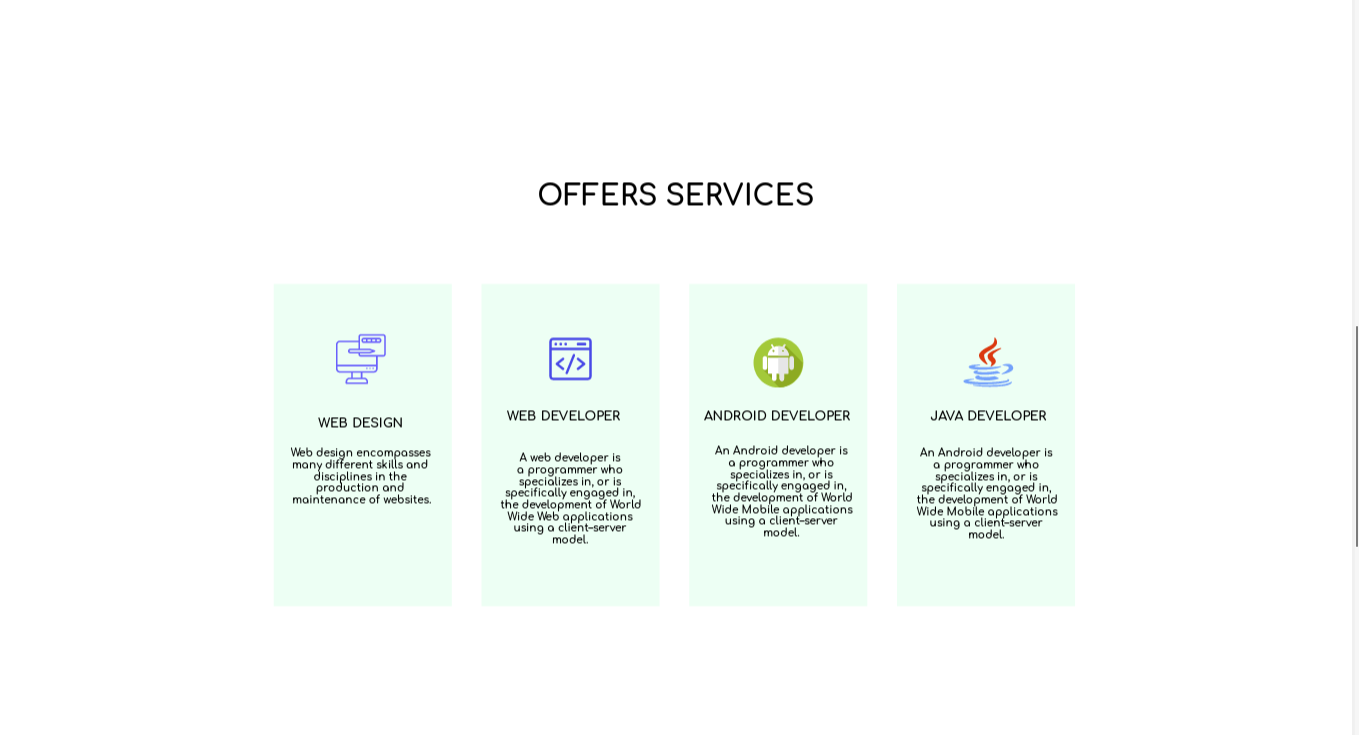 OFFERS SERVICES
WEB DESIGN
Web design encompasses
many different skills and
disciplines in the
production and
maintenance of websites.
WEB DEVELOPER
A web developer is
a programmer who
specializes in, or is
specifically engaged in,
the development of World
Wide Web applications
using a client–server
model.
ANDROID DEVELOPER
An Android developer is
a programmer who
specializes in, or is
specifically engaged in,
the development of World
Wide Mobile applications
using a client–server
model.
JAVA DEVELOPER
An Android developer is
a programmer who
specializes in, or is
specifically engaged in,
the development of World
Wide Mobile applications
using a client–server
model.